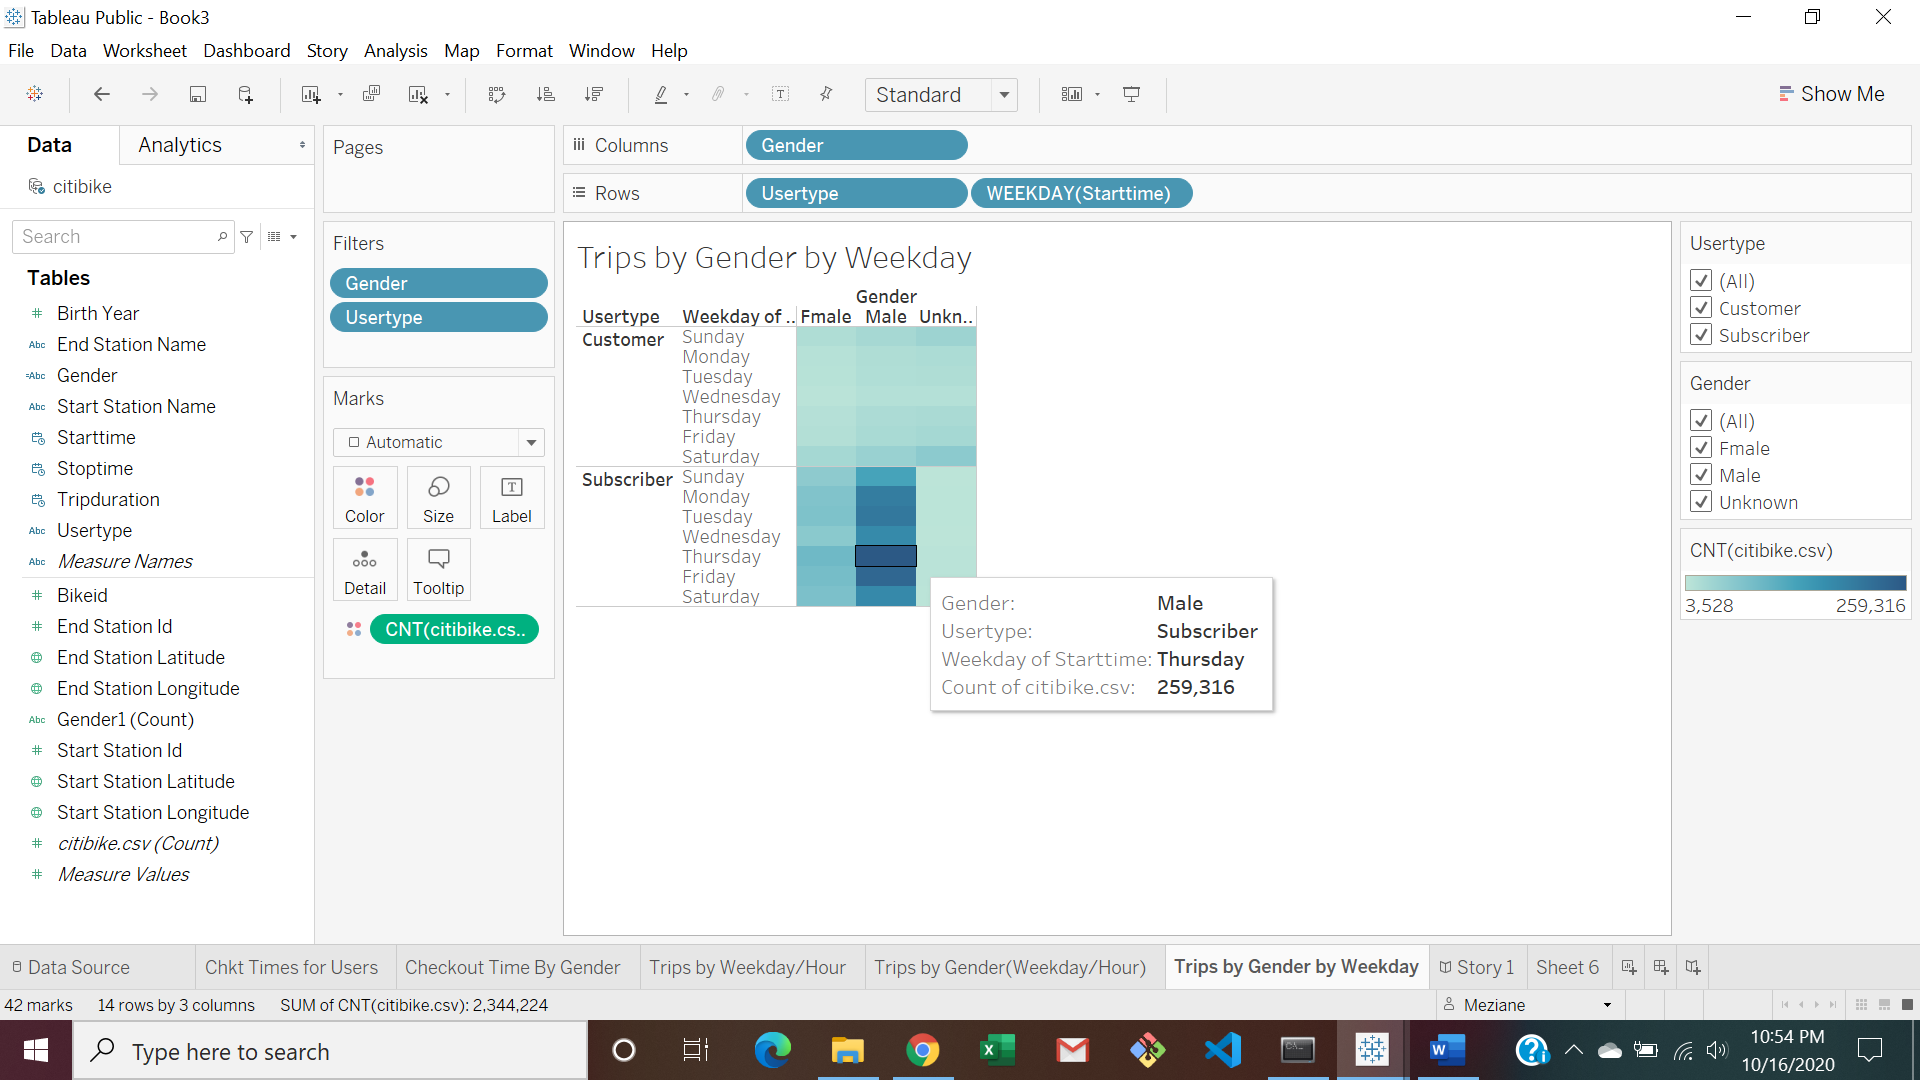 Tableau Public - Book3
File Data Worksheet Dashboard Story Analysis Map Format Window Help
Standard
Show Me
Data
Analytics
citibike
Search
Tables
# Birth Year
Abc End Station Name
=Abc Gender
Abc Start Station Name
Starttime
Stoptime
Tripduration
Abc Usertype
Abc Measure Names
# Bikeid
# End Station Id
End Station Latitude
End Station Longitude
Abc Gender1 (Count)
# Start Station Id
Start Station Latitude
Start Station Longitude
# citibike.csv (Count)
# Measure Values
Pages
Filters
Gender
Usertype
Marks
Automatic
Color Size Label
Detail Tooltip
CNT(citibike.cs..
Columns Gender
Rows Usertype WEEKDAY(Starttime)
Trips by Gender by Weekday
Gender
Usertype Weekday of .. Fmale Male Unkn..
Customer Sunday
Monday
Tuesday
Wednesday
Thursday
Friday
Saturday
Subscriber Sunday
Monday
Tuesday
Wednesday
Thursday
Friday
Saturday
Gender: Male
Usertype: Subscriber
Weekday of Starttime: Thursday
Count of citibike.csv: 259,316
Usertype
(All)
Customer
Subscriber
Gender
(All)
Fmale
Male
Unknown
CNT(citibike.csv)
3,528 259,316
Data Source Chkt Times for Users Checkout Time By Gender Trips by Weekday/Hour Trips by Gender(Weekday/Hour) Trips by Gender by Weekday Story 1 Sheet 6
42 marks 14 rows by 3 columns SUM of CNT(citibike.csv): 2,344,224 Meziane
Type here to search
10:54 PM
10/16/2020